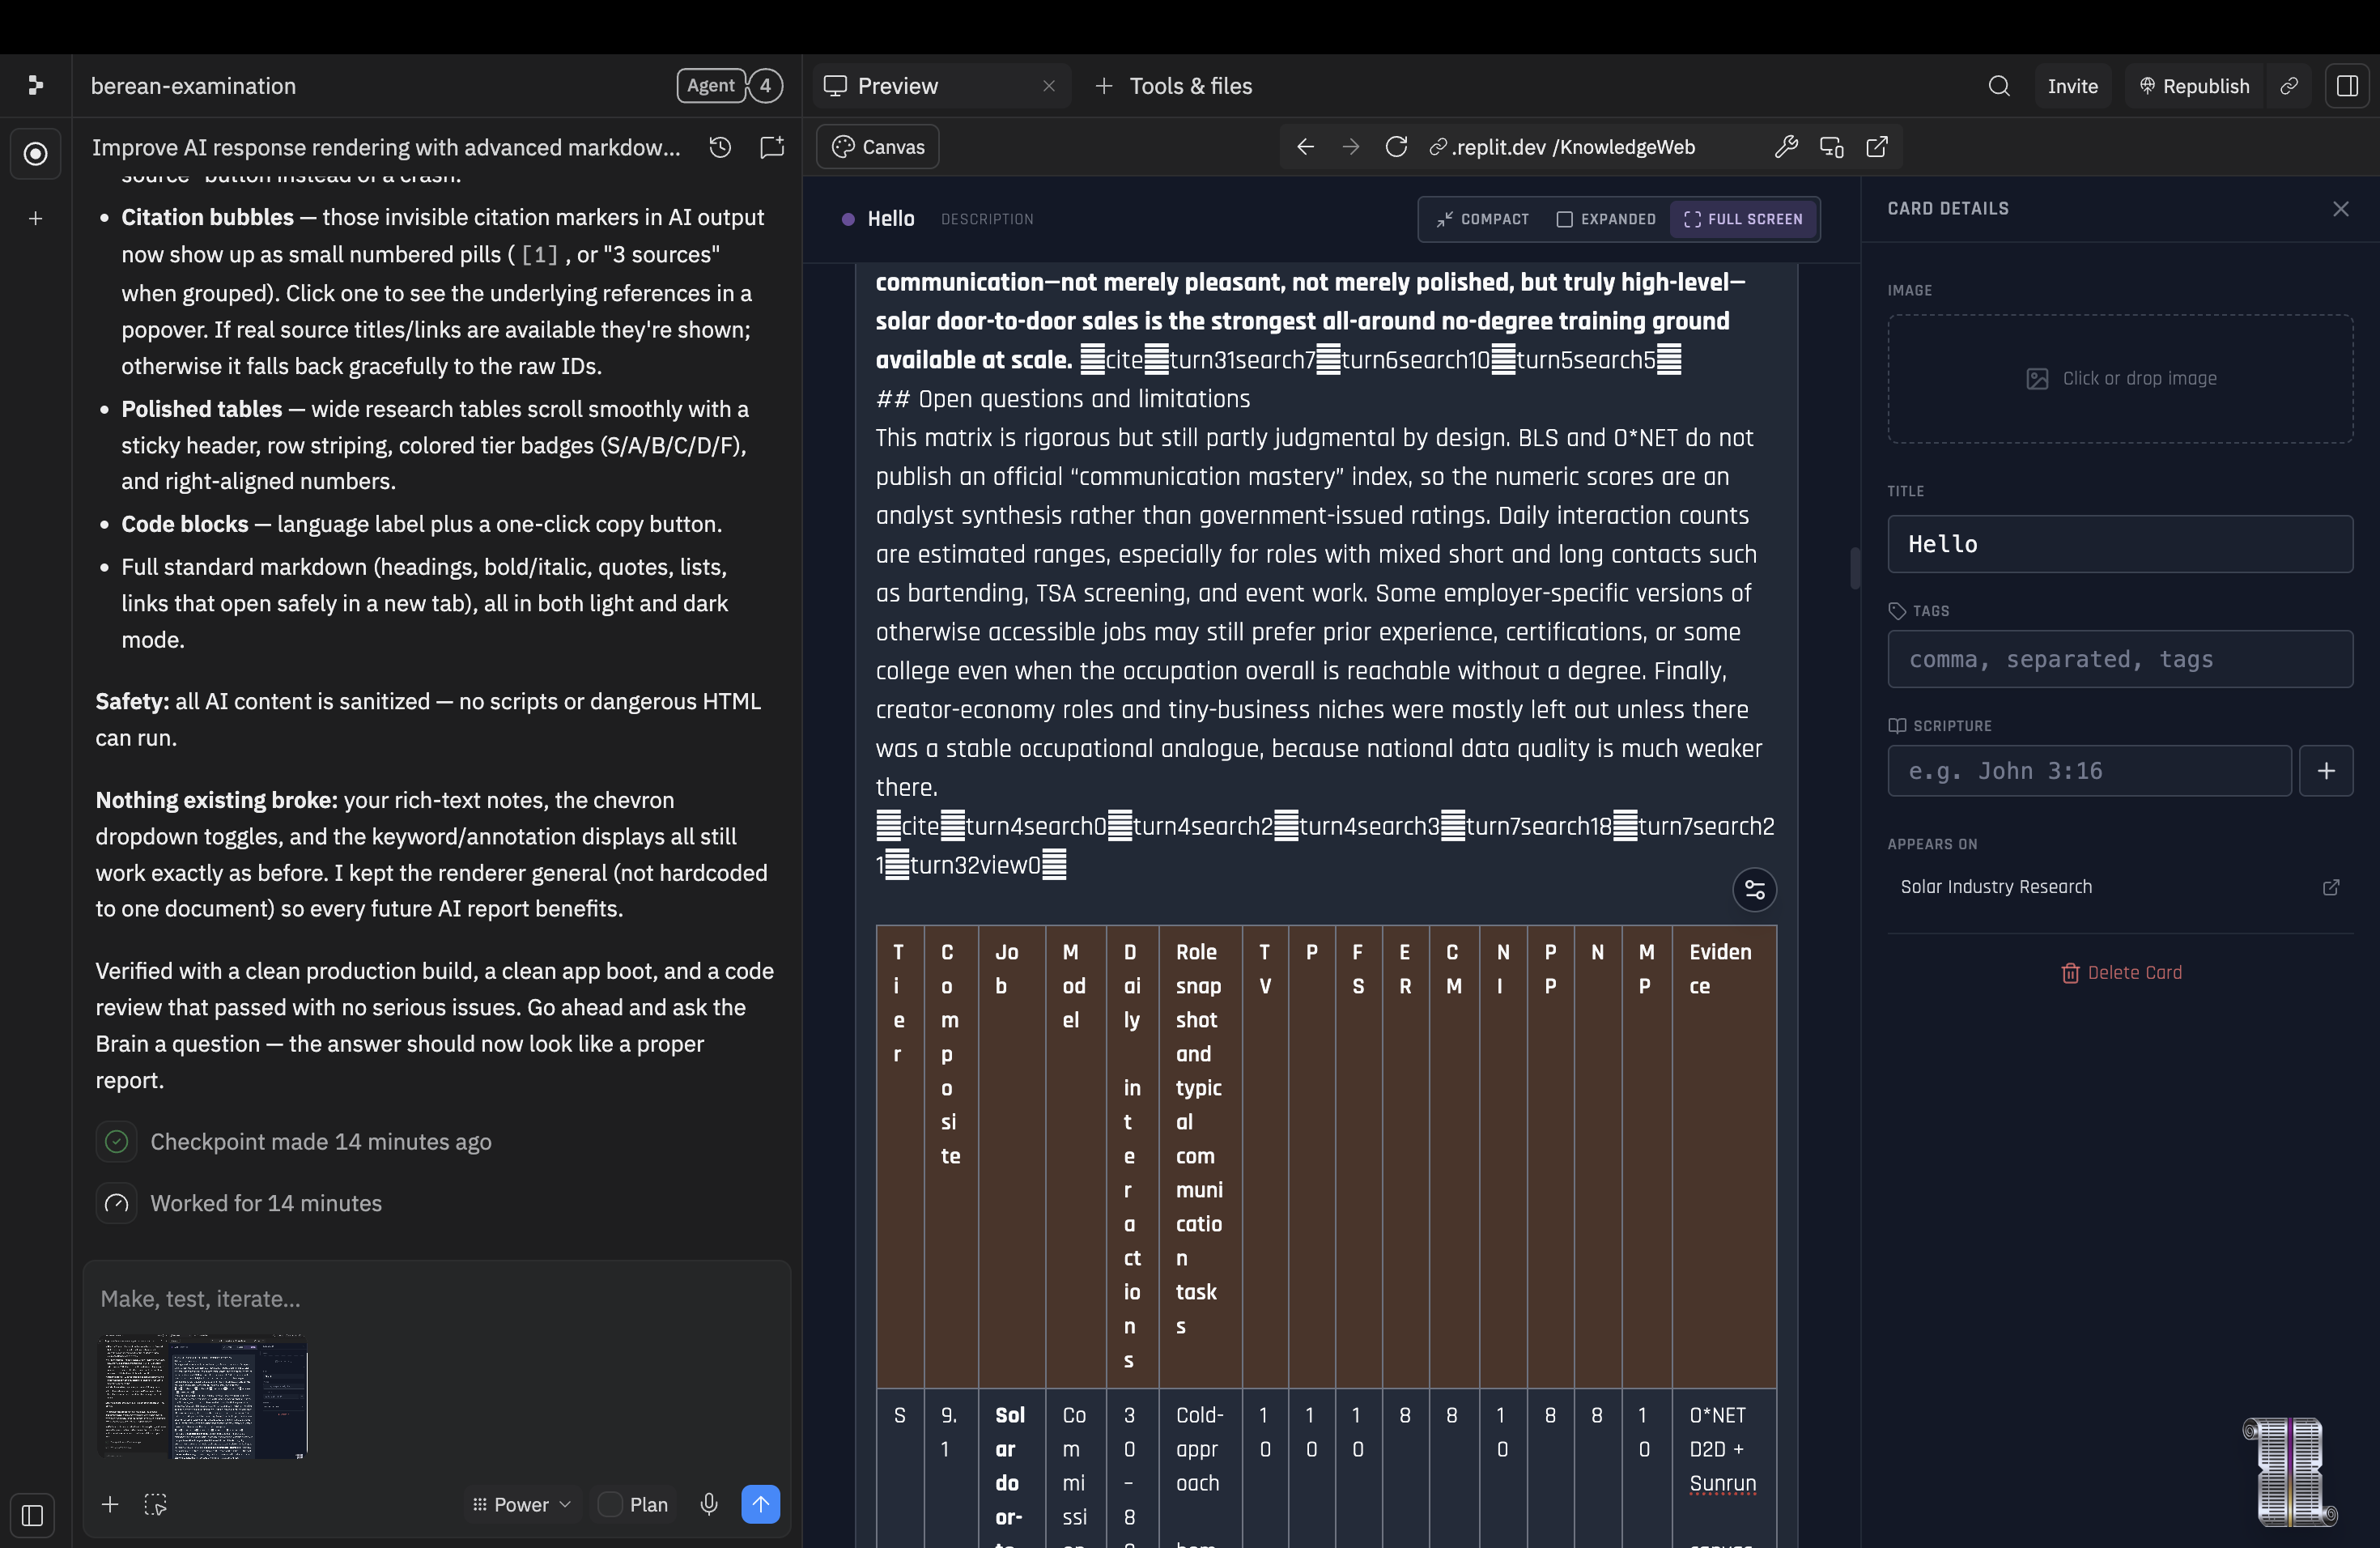 berean-examination
Agent 4
Preview
Tools & files
Invite
Republish
Improve AI response rendering with advanced markdow...
Canvas
.replit.dev /KnowledgeWeb
source" button instead of a crash.
• Citation bubbles — those invisible citation markers in AI output
now show up as small numbered pills ( [1] , or "3 sources"
when grouped). Click one to see the underlying references in a
popover. If real source titles/links are available they're shown;
otherwise it falls back gracefully to the raw IDs.
• Polished tables — wide research tables scroll smoothly with a
sticky header, row striping, colored tier badges (S/A/B/C/D/F),
and right-aligned numbers.
• Code blocks — language label plus a one-click copy button.
• Full standard markdown (headings, bold/italic, quotes, lists,
links that open safely in a new tab), all in both light and dark
mode.
Safety: all AI content is sanitized — no scripts or dangerous HTML
can run.
Nothing existing broke: your rich-text notes, the chevron
dropdown toggles, and the keyword/annotation displays all still
work exactly as before. I kept the renderer general (not hardcoded
to one document) so every future AI report benefits.
Verified with a clean production build, a clean app boot, and a code
review that passed with no serious issues. Go ahead and ask the
Brain a question — the answer should now look like a proper
report.
Checkpoint made 14 minutes ago
Worked for 14 minutes
Make, test, iterate...
Power
Plan
Hello
DESCRIPTION
COMPACT
EXPANDED
FULL SCREEN
communication—not merely pleasant, not merely polished, but truly high-level—
solar door-to-door sales is the strongest all-around no-degree training ground
available at scale. cite turn31search7 turn6search10 turn5search5
## Open questions and limitations
This matrix is rigorous but still partly judgmental by design. BLS and O*NET do not
publish an official “communication mastery” index, so the numeric scores are an
analyst synthesis rather than government-issued ratings. Daily interaction counts
are estimated ranges, especially for roles with mixed short and long contacts such
as bartending, TSA screening, and event work. Some employer-specific versions of
otherwise accessible jobs may still prefer prior experience, certifications, or some
college even when the occupation overall is reachable without a degree. Finally,
creator-economy roles and tiny-business niches were mostly left out unless there
was a stable occupational analogue, because national data quality is much weaker
there.
cite turn4search0 turn4search2 turn4search3 turn7search18 turn7search2
1 turn32view0
Tier
Composite
Job
Model
Daily interactions
Role snapshot and typical communication tasks
TV
P
FS
ER
CM
NI
PP
N
MP
Evidence
S
9.1
Solar door-
Commissi
30–8
Cold-approach
10
10
10
8
8
10
8
8
10
O*NET D2D + Sunrun
CARD DETAILS
IMAGE
Click or drop image
TITLE
Hello
TAGS
comma, separated, tags
SCRIPTURE
e.g. John 3:16
APPEARS ON
Solar Industry Research
Delete Card